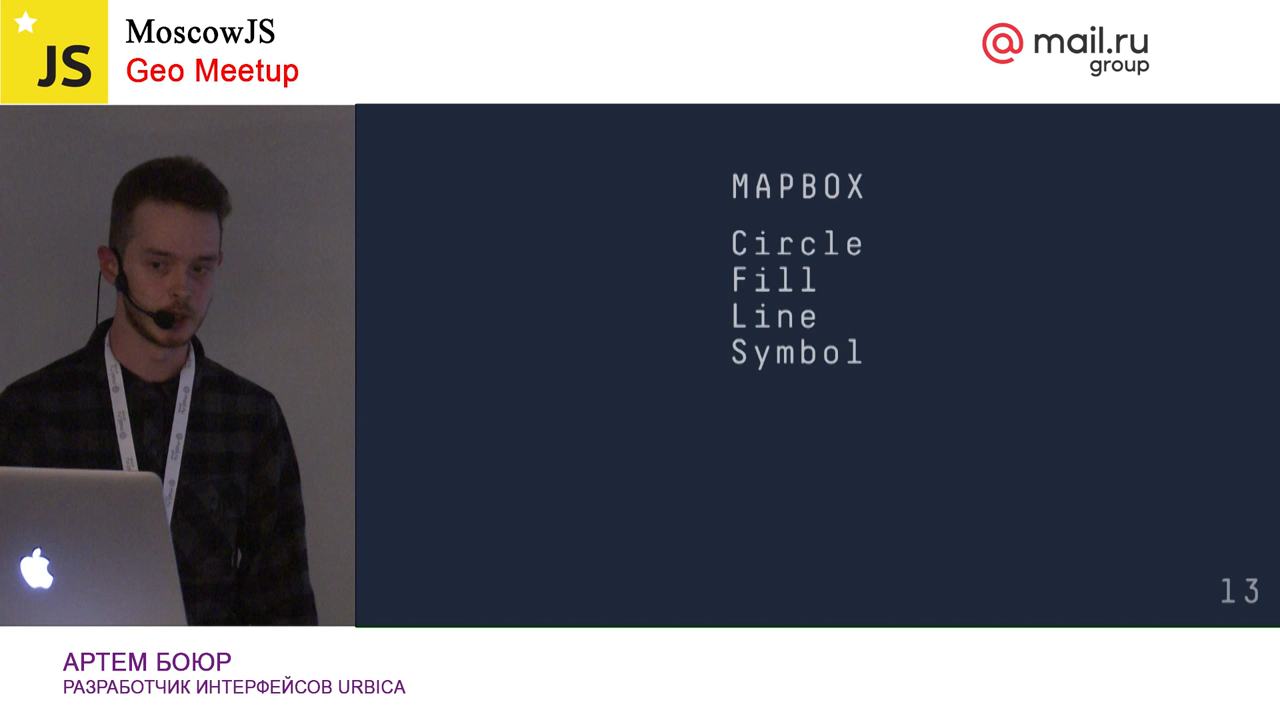 JS
MoscowJS
Geo Meetup
@mail.ru
group
MAPBOX
Circle
Fill
Line
Symbol
13
АРТЕМ БОЮР
РАЗРАБОТЧИК ИНТЕРФЕЙСОВ URBICA